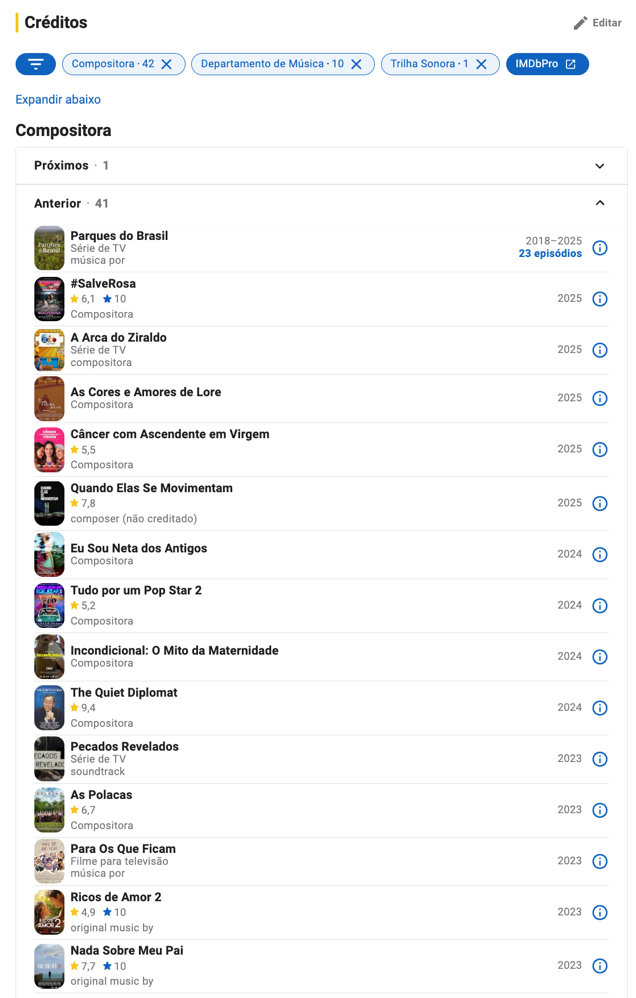 Créditos
Editar
Compositora · 42
Departamento de Música · 10
Trilha Sonora · 1
IMDbPro
Expandir abaixo
Compositora
Próximos · 1
Anterior · 41
Parques do Brasil
Série de TV
música por
2018–2025
23 episódios
#SalveRosa
6,1 10
Compositora
2025
A Arca do Ziraldo
Série de TV
compositora
2025
As Cores e Amores de Lore
Compositora
2025
Câncer com Ascendente em Virgem
5,5
Compositora
2025
Quando Elas Se Movimentam
7,8
composer (não creditado)
2025
Eu Sou Neta dos Antigos
Compositora
2024
Tudo por um Pop Star 2
5,2
Compositora
2024
Incondicional: O Mito da Maternidade
Compositora
2024
The Quiet Diplomat
9,4
Compositora
2024
Pecados Revelados
Série de TV
soundtrack
2023
As Polacas
6,7
Compositora
2023
Para Os Que Ficam
Filme para televisão
música por
2023
Ricos de Amor 2
4,9 10
original music by
2023
Nada Sobre Meu Pai
7,7 10
original music by
2023